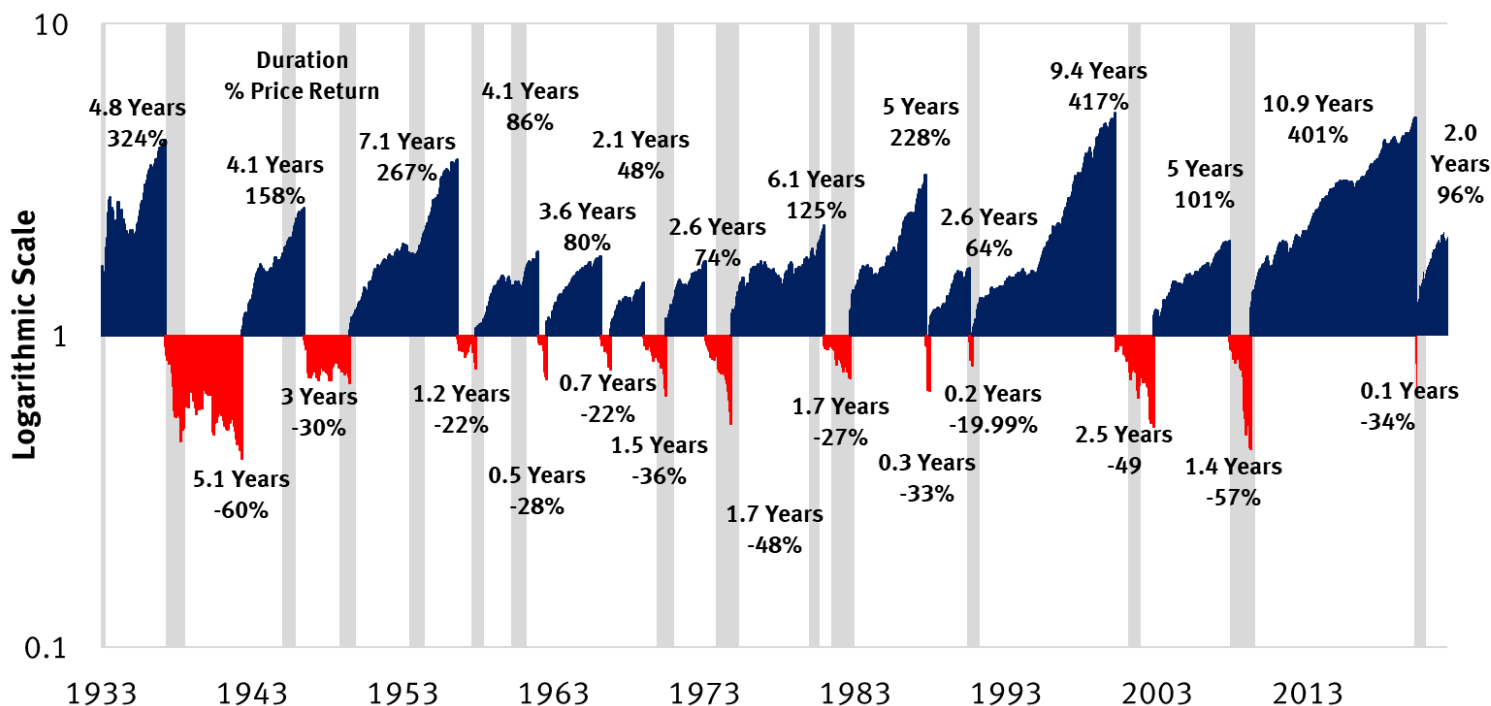 10
Duration
% Price Return
4.8 Years
324%
4.1 Years
158%
7.1 Years
267%
4.1 Years
86%
3.6 Years
80%
2.1 Years
48%
2.6 Years
74%
6.1 Years
125%
5 Years
228%
2.6 Years
64%
9.4 Years
417%
5 Years
101%
10.9 Years
401%
2.0
Years
96%
Logarithmic Scale
1
5.1 Years
-60%
3 Years
-30%
1.2 Years
-22%
0.5 Years
-28%
0.7 Years
-22%
1.5 Years
-36%
1.7 Years
-48%
1.7 Years
-27%
0.3 Years
-33%
0.2 Years
-19.99%
2.5 Years
-49
1.4 Years
-57%
0.1 Years
-34%
0.1
1933 1943 1953 1963 1973 1983 1993 2003 2013